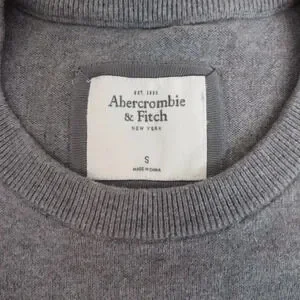 EST. 1892
Abercrombie
& Fitch
NEW YORK
S
MADE IN CHINA